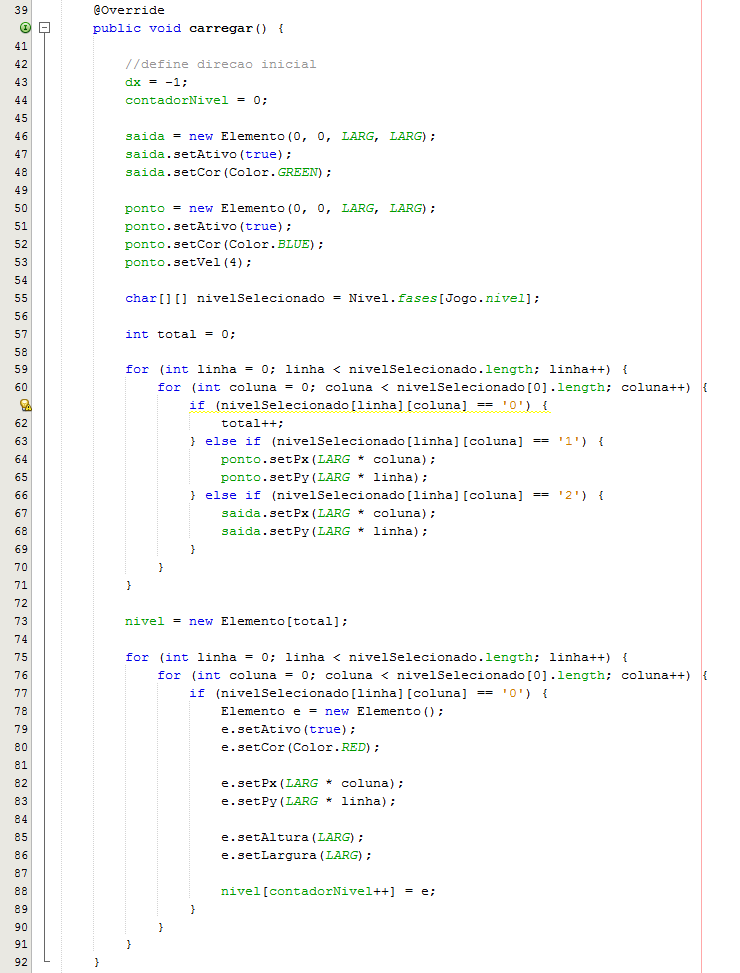 39 @Override
public void carregar() {
41
42 //define direcao inicial
43 dx = -1;
44 contadorNivel = 0;
45
46 saida = new Elemento(0, 0, LARG, LARG);
47 saida.setAtivo(true);
48 saida.setCor(Color.GREEN);
49
50 ponto = new Elemento(0, 0, LARG, LARG);
51 ponto.setAtivo(true);
52 ponto.setCor(Color.BLUE);
53 ponto.setVel(4);
54
55 char[][] nivelSelecionado = Nivel.fases[Jogo.nivel];
56
57 int total = 0;
58
59 for (int linha = 0; linha < nivelSelecionado.length; linha++) {
60 for (int coluna = 0; coluna < nivelSelecionado[0].length; coluna++) {
if (nivelSelecionado[linha][coluna] == '0') {
62 total++;
63 } else if (nivelSelecionado[linha][coluna] == '1') {
64 ponto.setPx(LARG * coluna);
65 ponto.setPy(LARG * linha);
66 } else if (nivelSelecionado[linha][coluna] == '2') {
67 saida.setPx(LARG * coluna);
68 saida.setPy(LARG * linha);
69 }
70 }
71 }
72
73 nivel = new Elemento[total];
74
75 for (int linha = 0; linha < nivelSelecionado.length; linha++) {
76 for (int coluna = 0; coluna < nivelSelecionado[0].length; coluna++) {
77 if (nivelSelecionado[linha][coluna] == '0') {
78 Elemento e = new Elemento();
79 e.setAtivo(true);
80 e.setCor(Color.RED);
81
82 e.setPx(LARG * coluna);
83 e.setPy(LARG * linha);
84
85 e.setAltura(LARG);
86 e.setLargura(LARG);
87
88 nivel[contadorNivel++] = e;
89 }
90 }
91 }
92 }